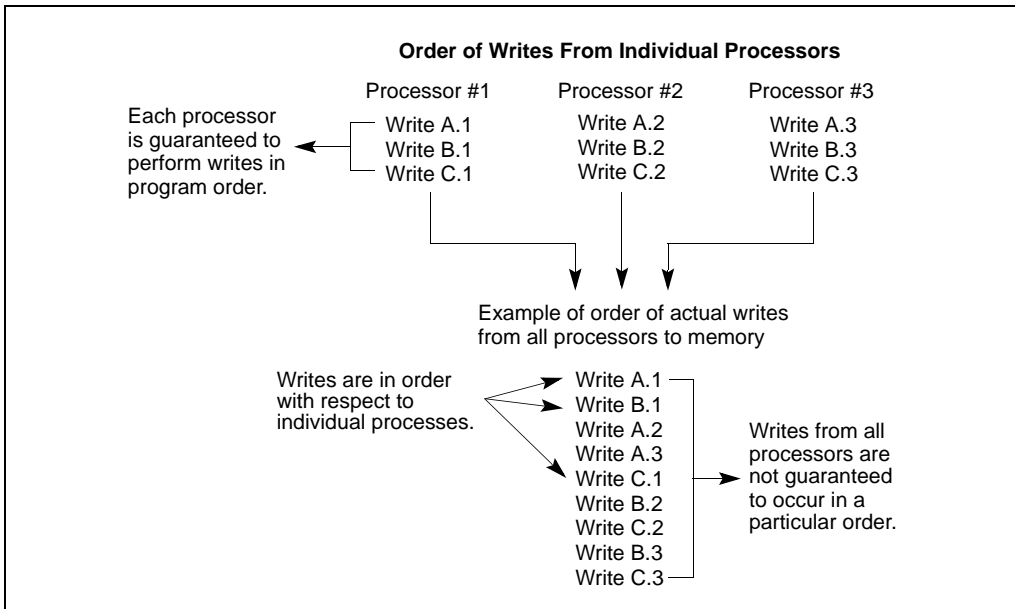 Order of Writes From Individual Processors
Processor #1
Processor #2
Processor #3
Each processor
is guaranteed to
perform writes in
program order.
Write A.1
Write B.1
Write C.1
Write A.2
Write B.2
Write C.2
Write A.3
Write B.3
Write C.3
Example of order of actual writes
from all processors to memory
Writes are in order
with respect to
individual processes.
Write A.1
Write B.1
Write A.2
Write A.3
Write C.1
Write B.2
Write C.2
Write B.3
Write C.3
Writes from all
processors are
not guaranteed
to occur in a
particular order.